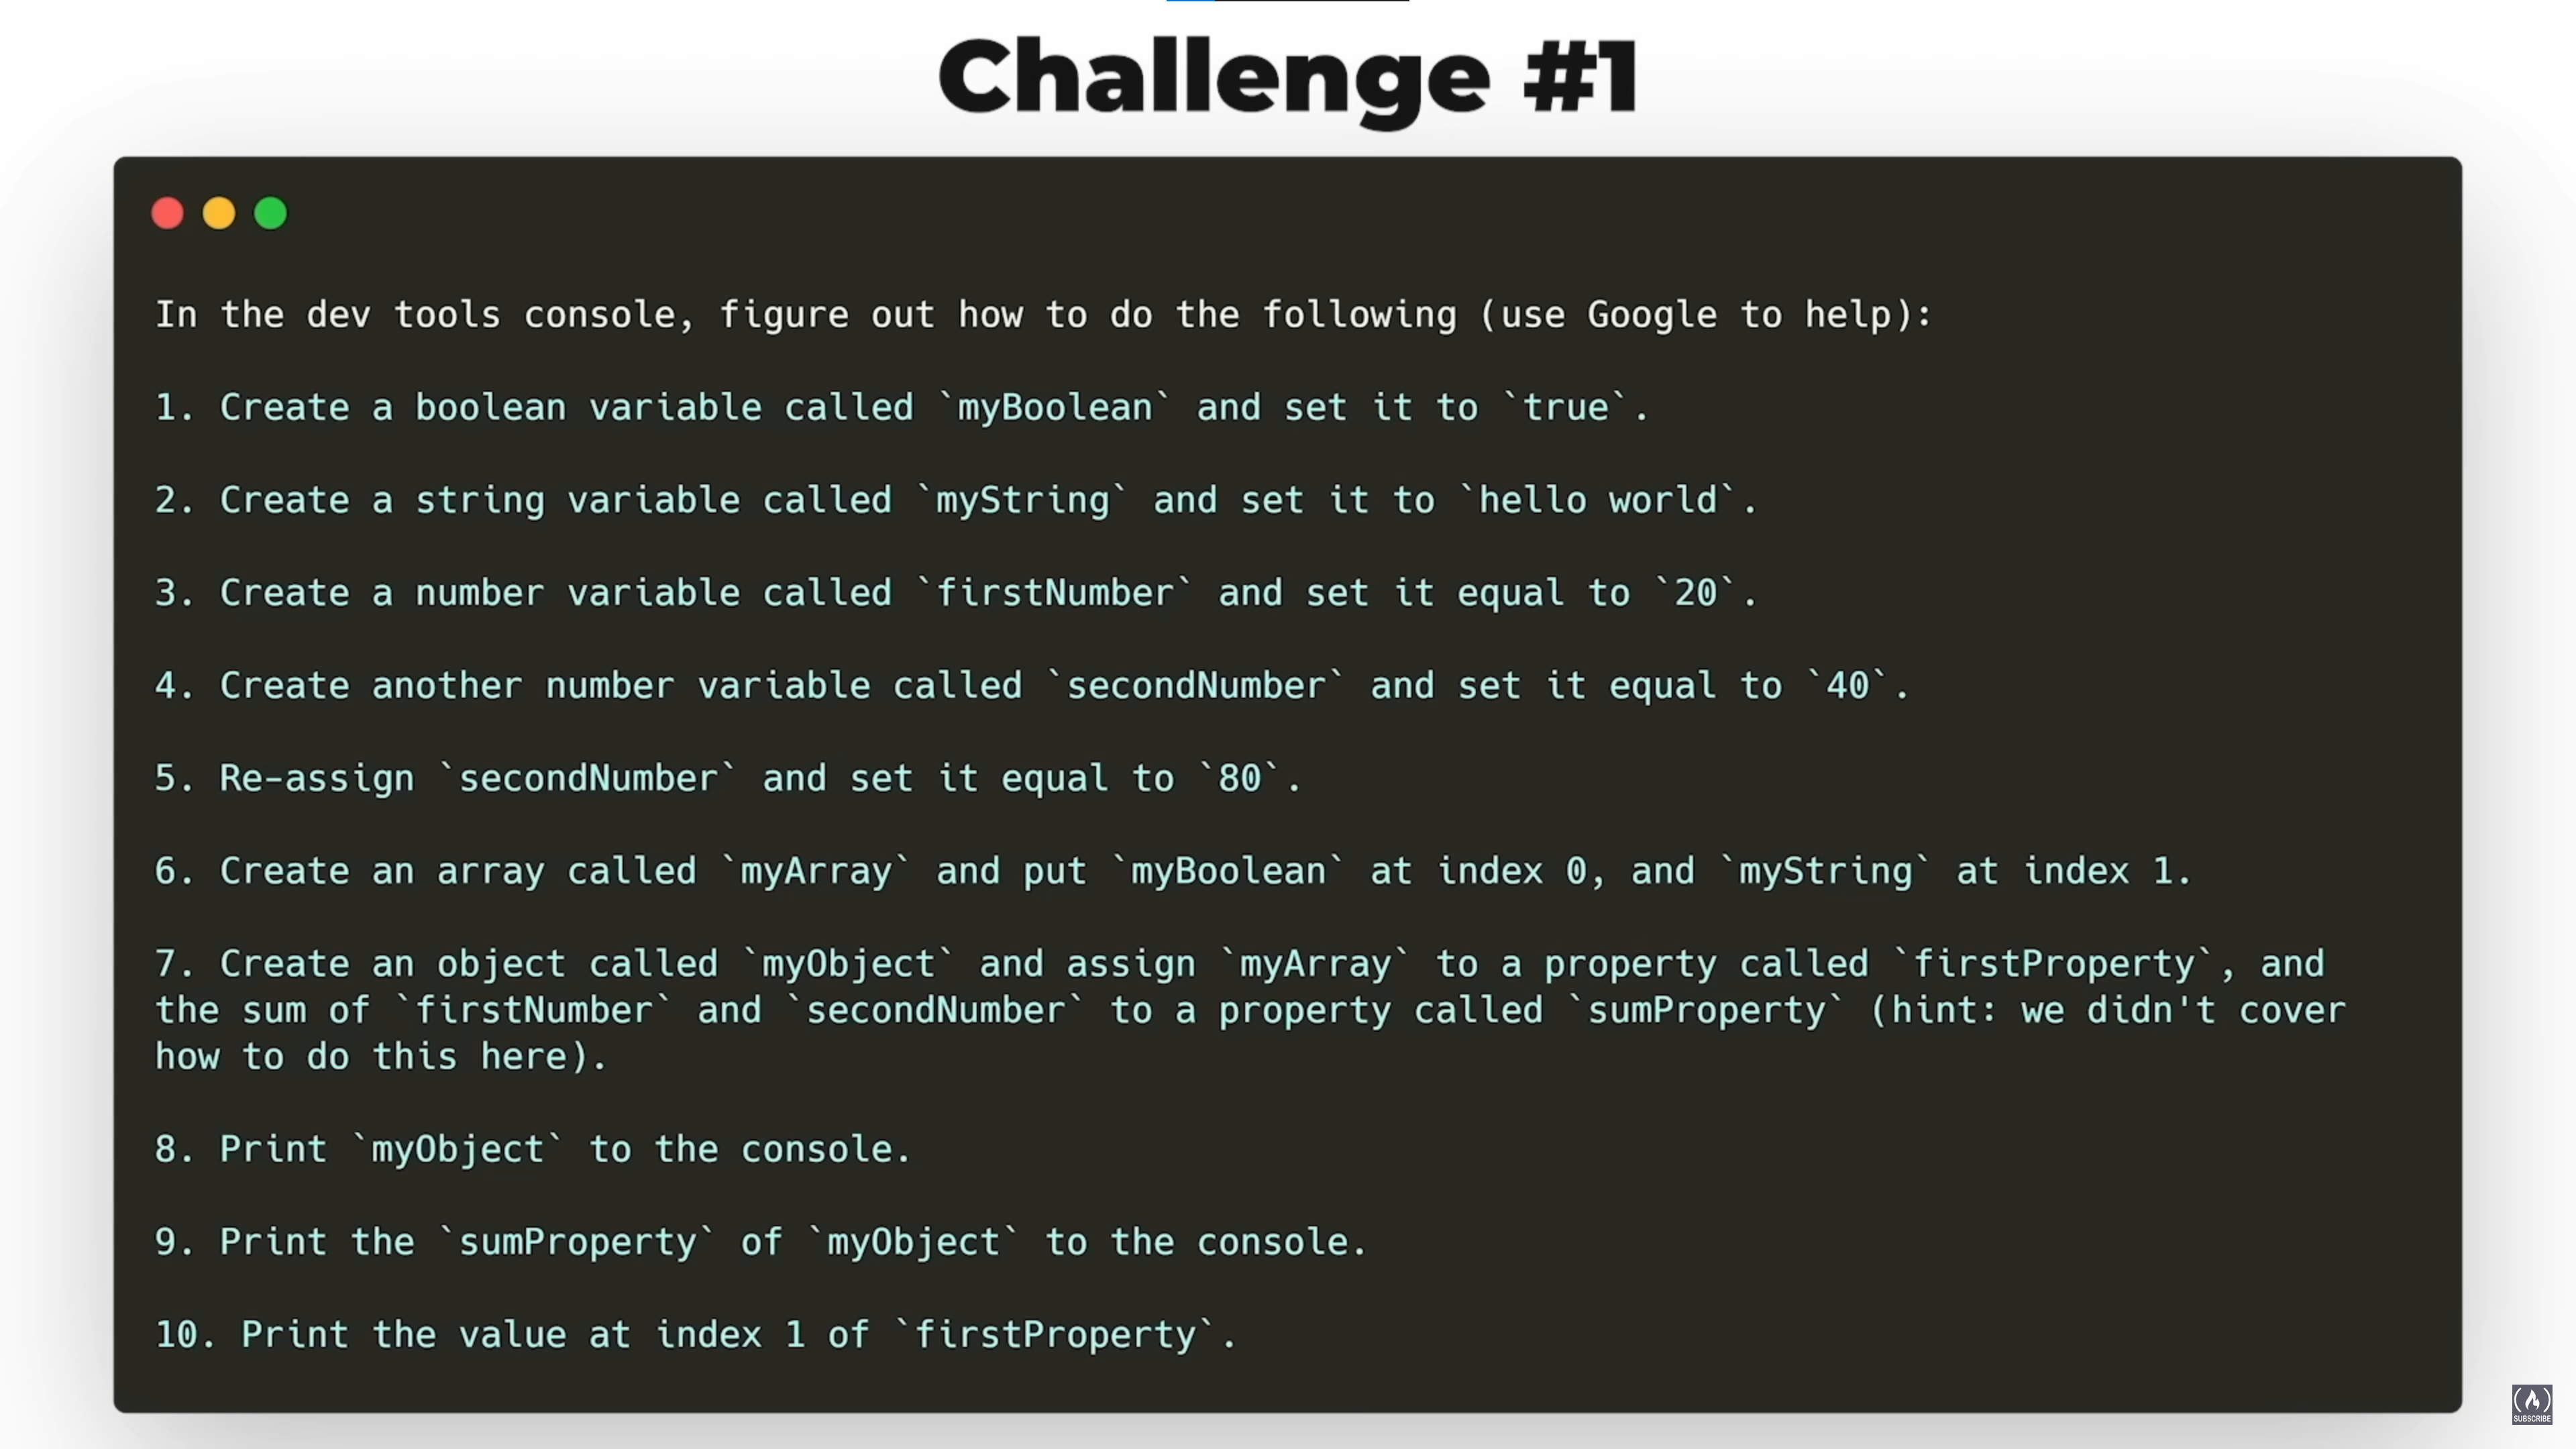 Challenge #1
In the dev tools console, figure out how to do the following (use Google to help):
1. Create a boolean variable called `myBoolean` and set it to `true`.
2. Create a string variable called `myString` and set it to `hello world`.
3. Create a number variable called `firstNumber` and set it equal to `20`.
4. Create another number variable called `secondNumber` and set it equal to `40`.
5. Re-assign `secondNumber` and set it equal to `80`.
6. Create an array called `myArray` and put `myBoolean` at index 0, and `myString` at index 1.
7. Create an object called `myObject` and assign `myArray` to a property called `firstProperty`, and
the sum of `firstNumber` and `secondNumber` to a property called `sumProperty` (hint: we didn't cover
how to do this here).
8. Print `myObject` to the console.
9. Print the `sumProperty` of `myObject` to the console.
10. Print the value at index 1 of `firstProperty`.
SUBSCRIBE